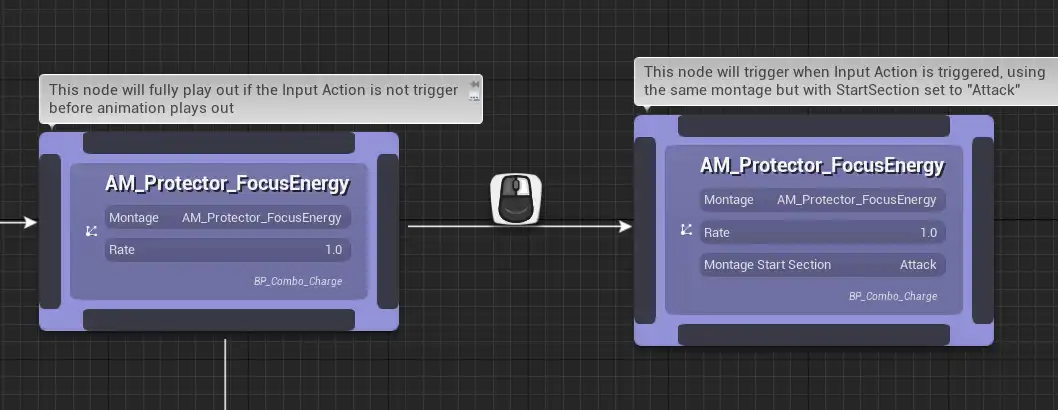 This node will fully play out if the Input Action is not trigger
before animation plays out
AM_Protector_FocusEnergy
Montage AM_Protector_FocusEnergy
Rate 1.0
BP_Combo_Charge
This node will trigger when Input Action is triggered, using
the same montage but with StartSection set to "Attack"
AM_Protector_FocusEnergy
Montage AM_Protector_FocusEnergy
Rate 1.0
Montage Start Section Attack
BP_Combo_Charge